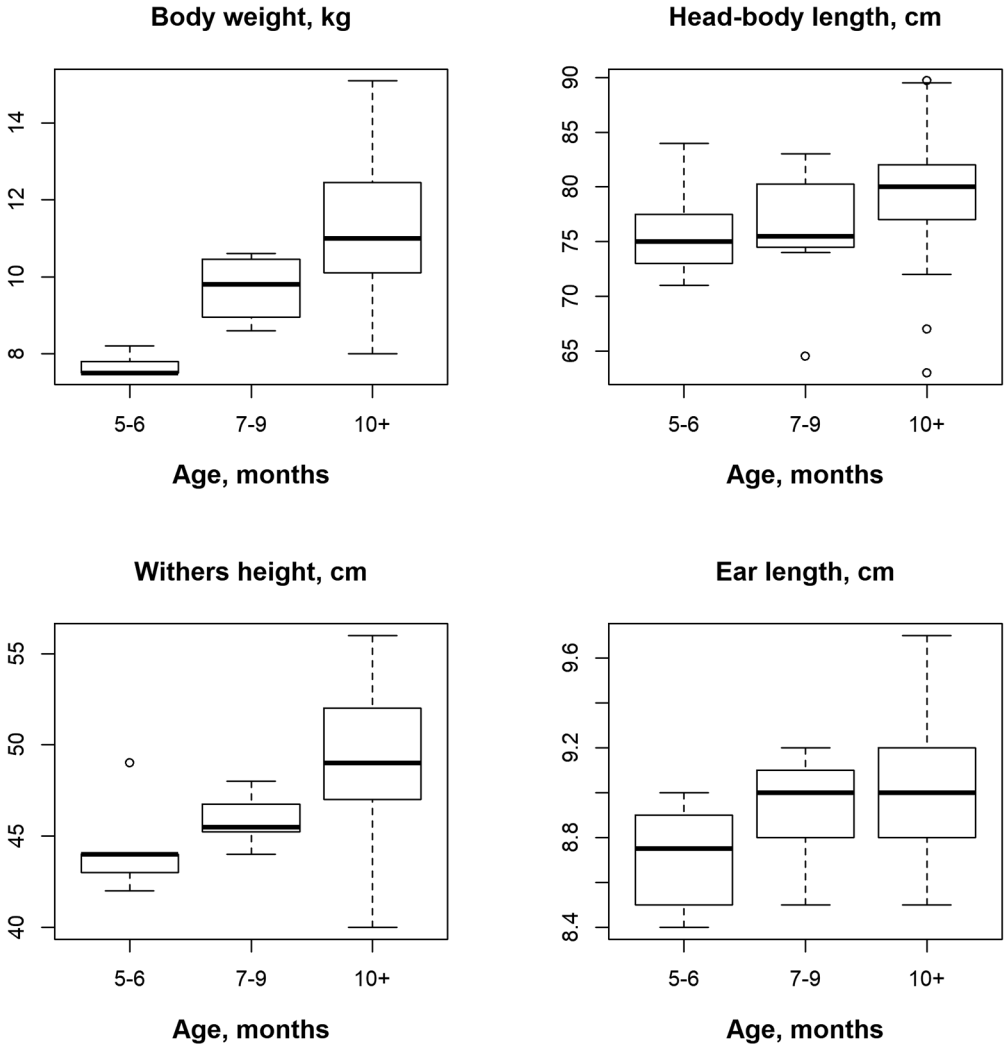 Body weight, kg
14
12
10
8
5-6 7-9 10+
Age, months
Head-body length, cm
90
85
80
75
70
65
5-6 7-9 10+
Age, months
Withers height, cm
55
50
45
40
5-6 7-9 10+
Age, months
Ear length, cm
9.6
9.2
8.8
8.4
5-6 7-9 10+
Age, months